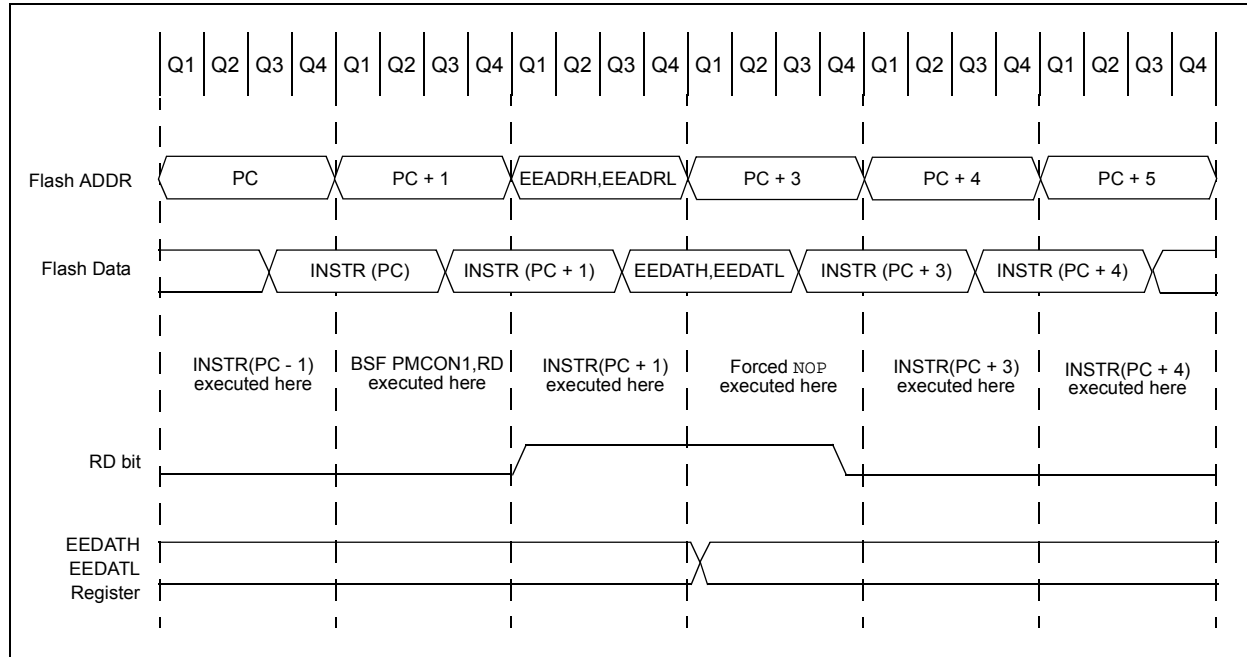 Q1 Q2 Q3 Q4 Q1 Q2 Q3 Q4 Q1 Q2 Q3 Q4 Q1 Q2 Q3 Q4 Q1 Q2 Q3 Q4 Q1 Q2 Q3 Q4
Flash ADDR PC PC + 1 EEADRH,EEADRL PC + 3 PC + 4 PC + 5
Flash Data INSTR (PC) INSTR (PC + 1) EEDATH,EEDATL INSTR (PC + 3) INSTR (PC + 4)
INSTR(PC - 1)
executed here
BSF PMCON1,RD
executed here
INSTR(PC + 1)
executed here
Forced NOP
executed here
INSTR(PC + 3)
executed here
INSTR(PC + 4)
executed here
RD bit
EEDATH
EEDATL
Register